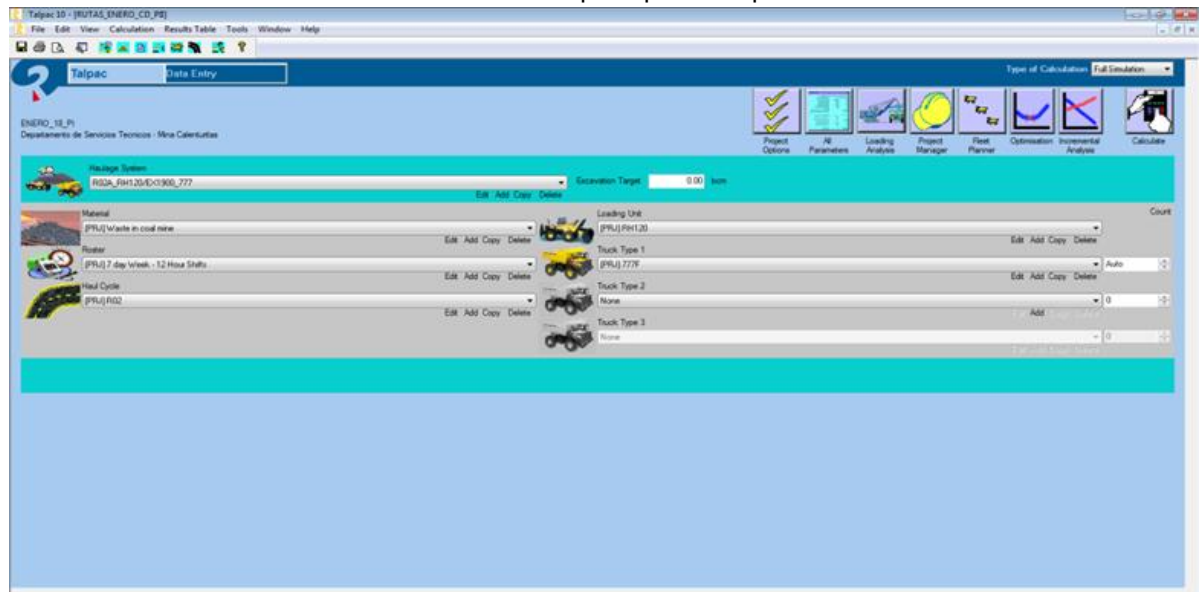 Talpac 10 - [RUTAS_ENERO_CD_PB]
File Edit View Calculation Results Table Tools Window Help
Talpac Data Entry
Type of Calculation Full Simulation
ENERO_18_PI
Departamento de Servicios Tecnicos - Mina Calenturitas
Project Options
All Parameters
Loading Analysis
Project Manager
Fleet Planner
Optimisation
Incremental Analysis
Calculate
Haulage System
R02A_RH120/EX1900_777
Excavation Target 0.00 bcm
Edit Add Copy Delete
Material
[PRJ] Waste in coal mine
Edit Add Copy Delete
Roster
[PRJ] 7 day Week - 12 Hour Shifts
Edit Add Copy Delete
Haul Cycle
[PRJ] R02
Edit Add Copy Delete
Loading Unit
Count
[PRJ] RH120
Edit Add Copy Delete
Truck Type 1
[PRJ] 777F
Auto
Edit Add Copy Delete
Truck Type 2
None
0
Add
Truck Type 3
None
0